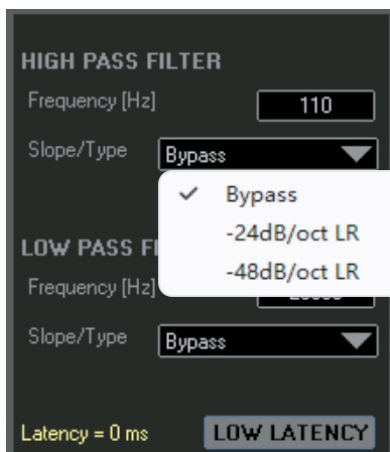 HIGH PASS FILTER
Frequency [Hz] 110
Slope/Type Bypass
Bypass
-24dB/oct LR
-48dB/oct LR
LOW PASS FI
Frequency [Hz]
Slope/Type Bypass
Latency = 0 ms LOW LATENCY